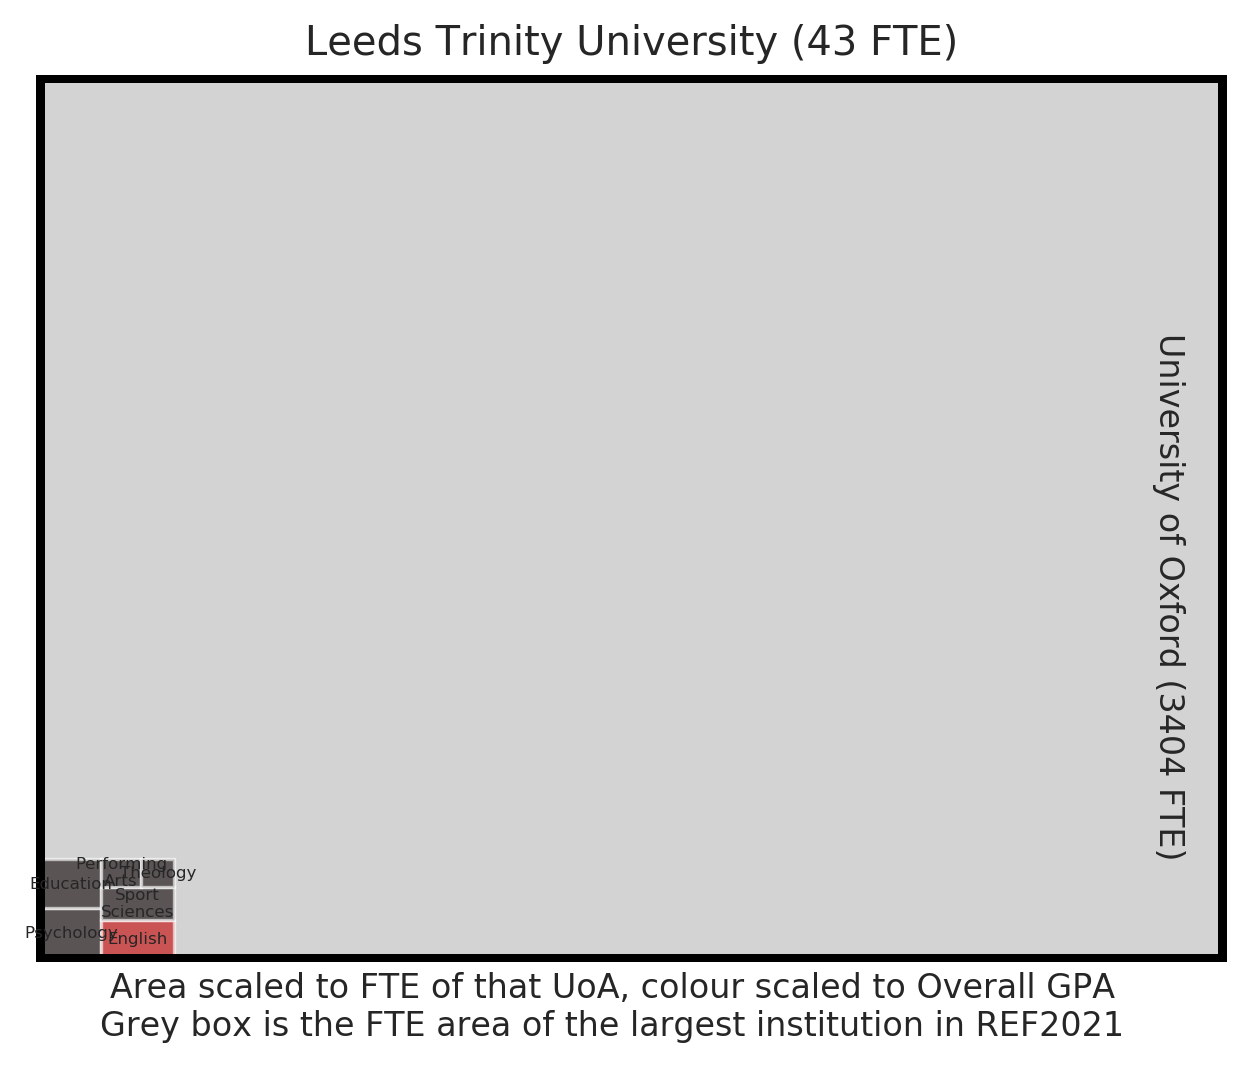 Leeds Trinity University (43 FTE)
University of Oxford (3404 FTE)
Performing
Arts
Theology
Education
Sport
Sciences
Psychology
English
Area scaled to FTE of that UoA, colour scaled to Overall GPA
Grey box is the FTE area of the largest institution in REF2021